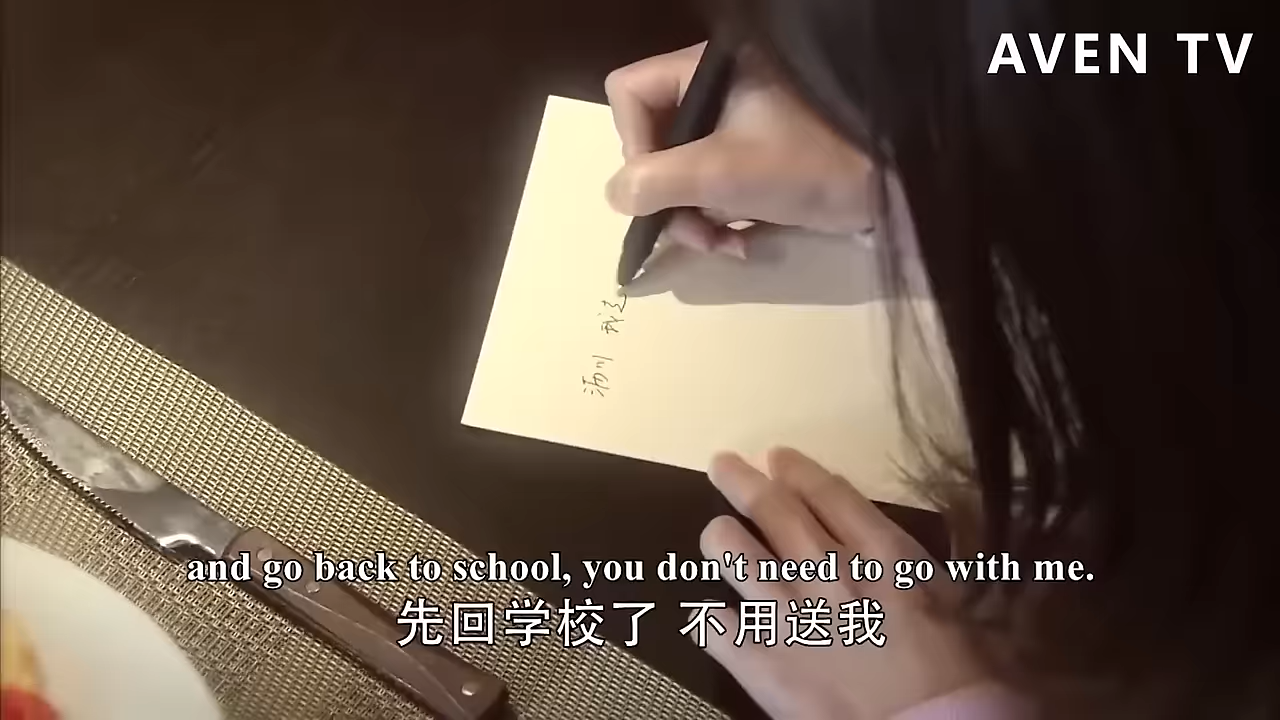 AVEN TV
and go back to school, you don't need to go with me.
先回学校了 不用送我